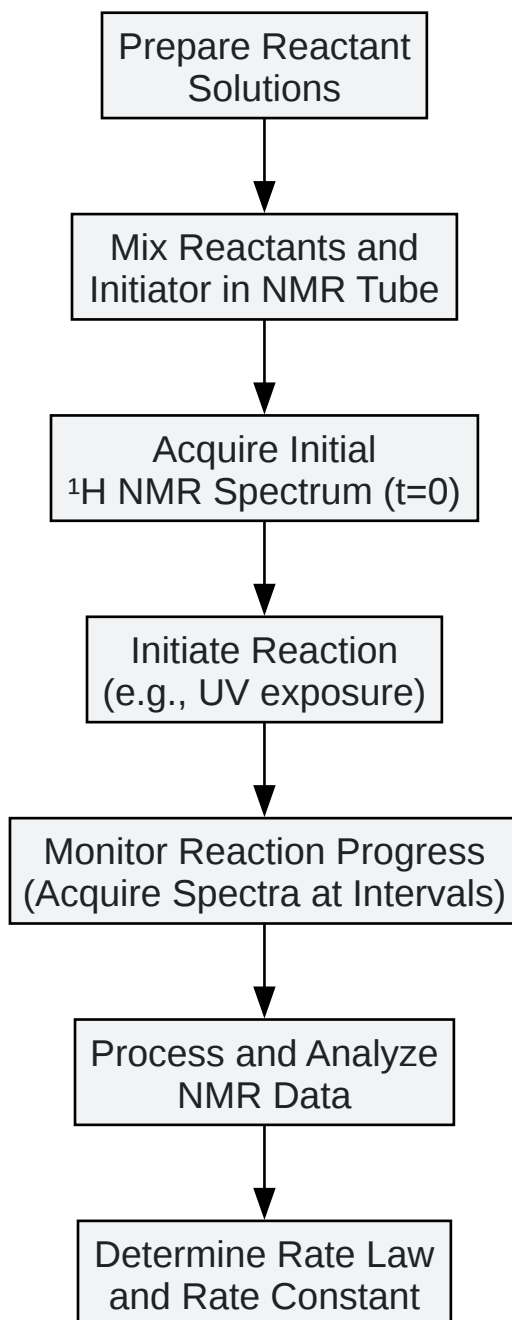 Prepare Reactant
Solutions
Mix Reactants and
Initiator in NMR Tube
Acquire Initial
¹H NMR Spectrum (t=0)
Initiate Reaction
(e.g., UV exposure)
Monitor Reaction Progress
(Acquire Spectra at Intervals)
Process and Analyze
NMR Data
Determine Rate Law
and Rate Constant